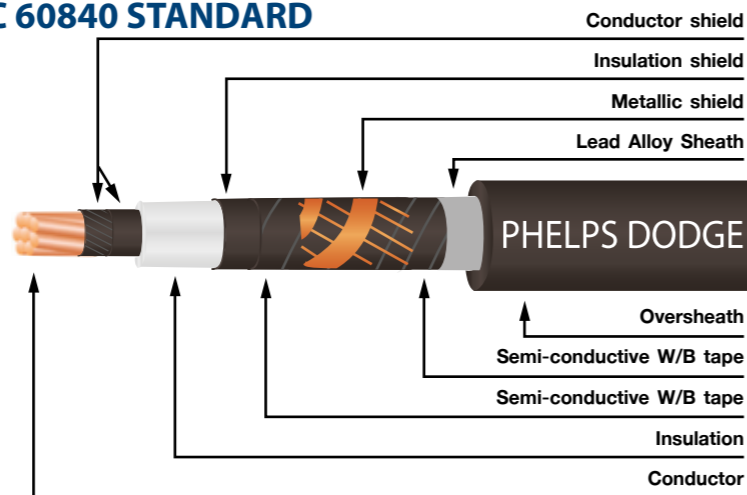 C 60840 STANDARD
Conductor shield
Insulation shield
Metallic shield
Lead Alloy Sheath
PHELPS DODGE
Oversheath
Semi-conductive W/B tape
Semi-conductive W/B tape
Insulation
Conductor